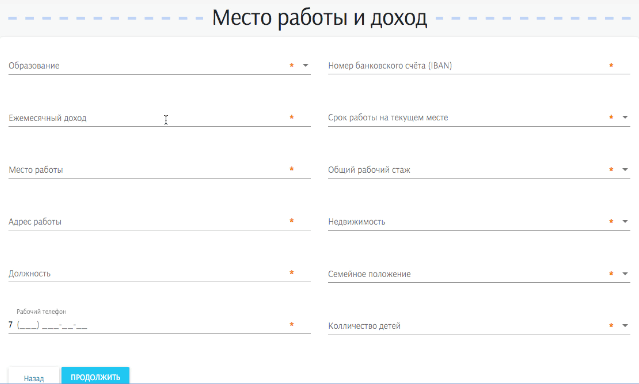 Место работы и доход
Образование *
Номер банковского счёта (IBAN) *
Ежемесячный доход *
Срок работы на текущем месте *
Место работы *
Общий рабочий стаж *
Адрес работы *
Недвижимость *
Должность *
Семейное положение *
Рабочий телефон
7 (___) ___-__-__ *
Колличество детей *
Назад
ПРОДОЛЖИТЬ